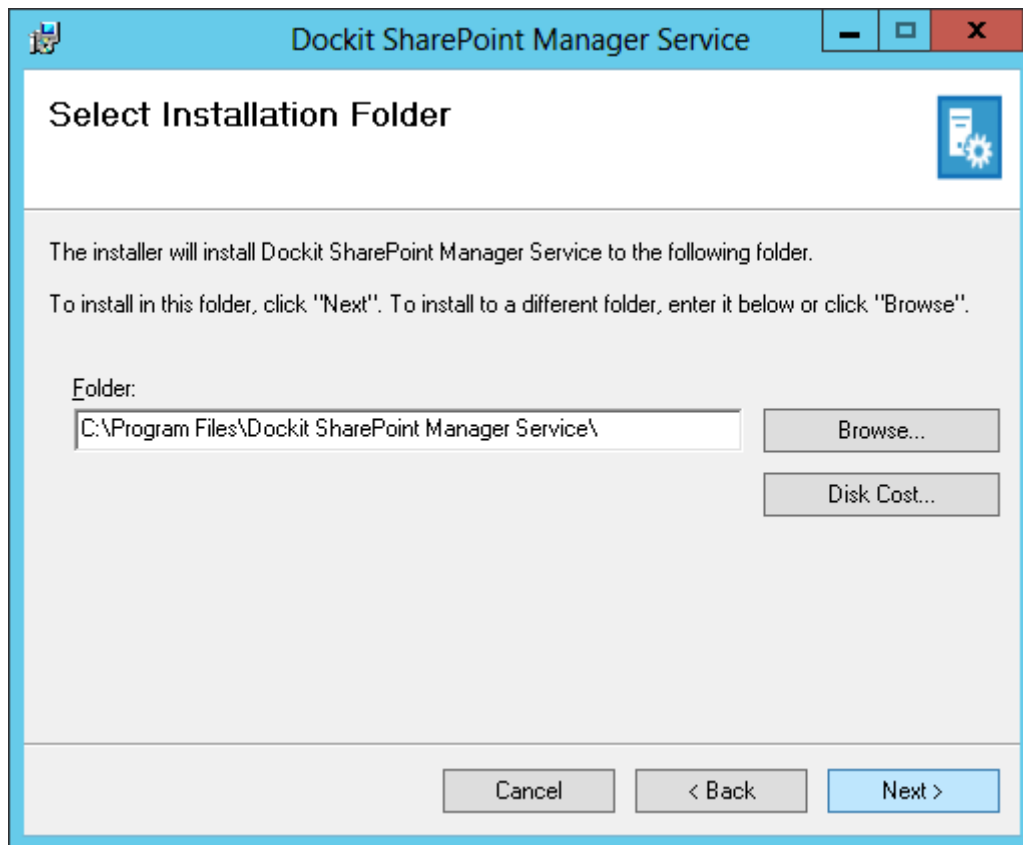 Dockit SharePoint Manager Service
Select Installation Folder
The installer will install Dockit SharePoint Manager Service to the following folder.
To install in this folder, click "Next". To install to a different folder, enter it below or click "Browse".
Folder:
C:\Program Files\Dockit SharePoint Manager Service\
Browse...
Disk Cost...
Cancel
< Back
Next >